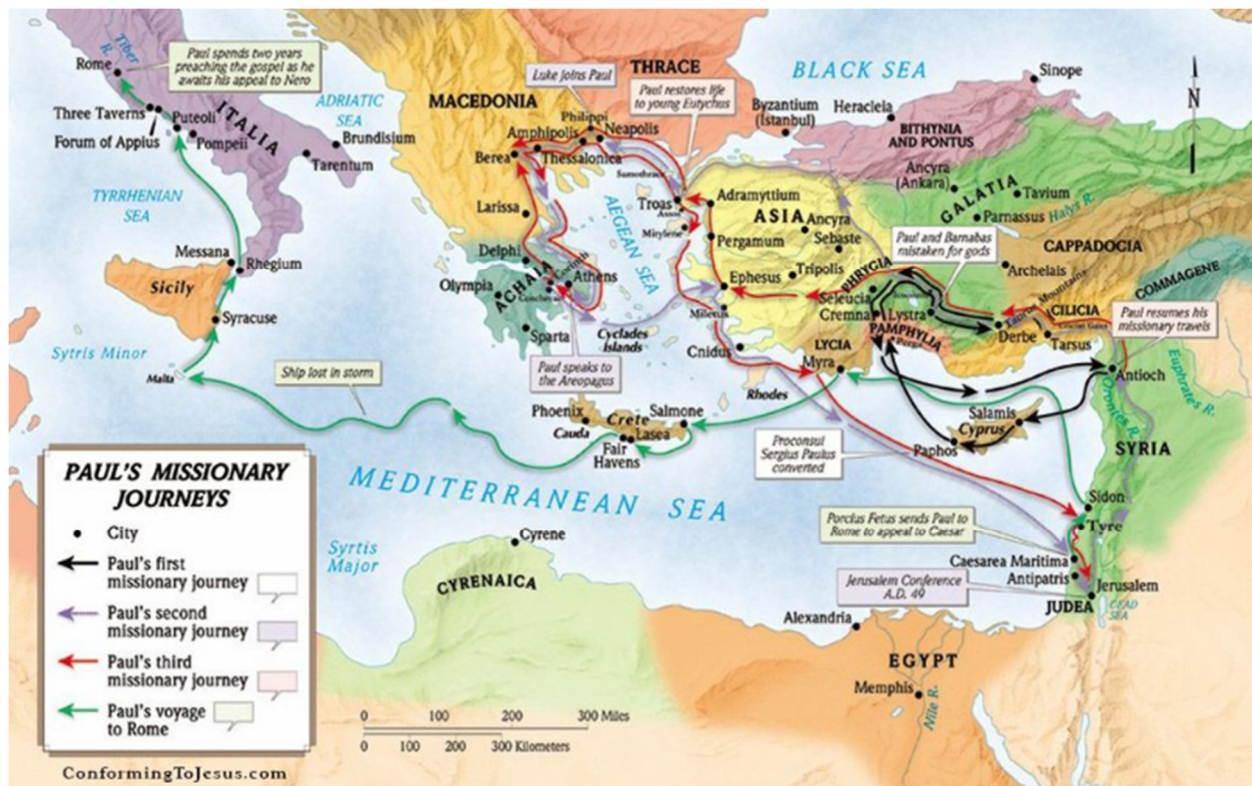 Tiber
R.
Rome
Paul spends two years
preaching the gospel as he
awaits his appeal to Nero
Three Taverns
Forum of Appius
Puteoli
Pompeii
ITALIA
ADRIATIC
SEA
Brundisium
Tarentum
TYRRHENIAN
SEA
Messana
Rhegium
Sicily
Syracuse
Sytris Minor
Malta
Ship lost in storm
MACEDONIA
Luke joins Paul
THRACE
Paul restores life
to young Eutychus
BLACK SEA
Sinope
Byzantium
(Istanbul)
Heracleia
BITHYNIA
AND PONTUS
Philippi
Neapolis
Amphipolis
Thessalonica
Berea
Samothrace
Larissa
AEGEAN SEA
Troas
Assos
Mitylene
Adramyttium
Pergamum
ASIA
Ancyra
Sebaste
Tripolis
Ephesus
Miletus
Delphi
ACHAIA
Corinth
Cenchreae
Athens
Olympia
Sparta
Cyclades
Islands
Paul speaks to
the Areopagus
Cnidus
Rhodes
Ancyra
(Ankara)
Tavium
GALATIA
Parnassus
Halys R.
Paul and Barnabas
mistaken for gods
CAPPADOCIA
Archelais
COMMAGENE
PHRYGIA
Seleucia
Cremna
Lystra
Derbe
Taurus Mountains
CILICIA
Cilician Gates
Tarsus
PAMPHYLIA
Perga
LYCIA
Myra
Paul resumes his
missionary travels
Antioch
Euphrates R.
Orontes R.
SYRIA
Salamis
Cyprus
Paphos
Proconsul
Sergius Paulus
converted
Phoenix
Cauda
Crete
Salmone
Lasea
Fair
Havens
MEDITERRANEAN SEA
Sidon
Tyre
Porcius Fetus sends Paul to
Rome to appeal to Caesar
Caesarea Maritima
Antipatris
Jerusalem Conference
A.D. 49
Jerusalem
JUDEA
DEAD
SEA
Syrtis
Major
Cyrene
CYRENAICA
Alexandria
EGYPT
Memphis
Nile R.
N
PAUL'S MISSIONARY
JOURNEYS
City
Paul's first
missionary journey
Paul's second
missionary journey
Paul's third
missionary journey
Paul's voyage
to Rome
0 100 200 300 Miles
0 100 200 300 Kilometers
ConformingToJesus.com